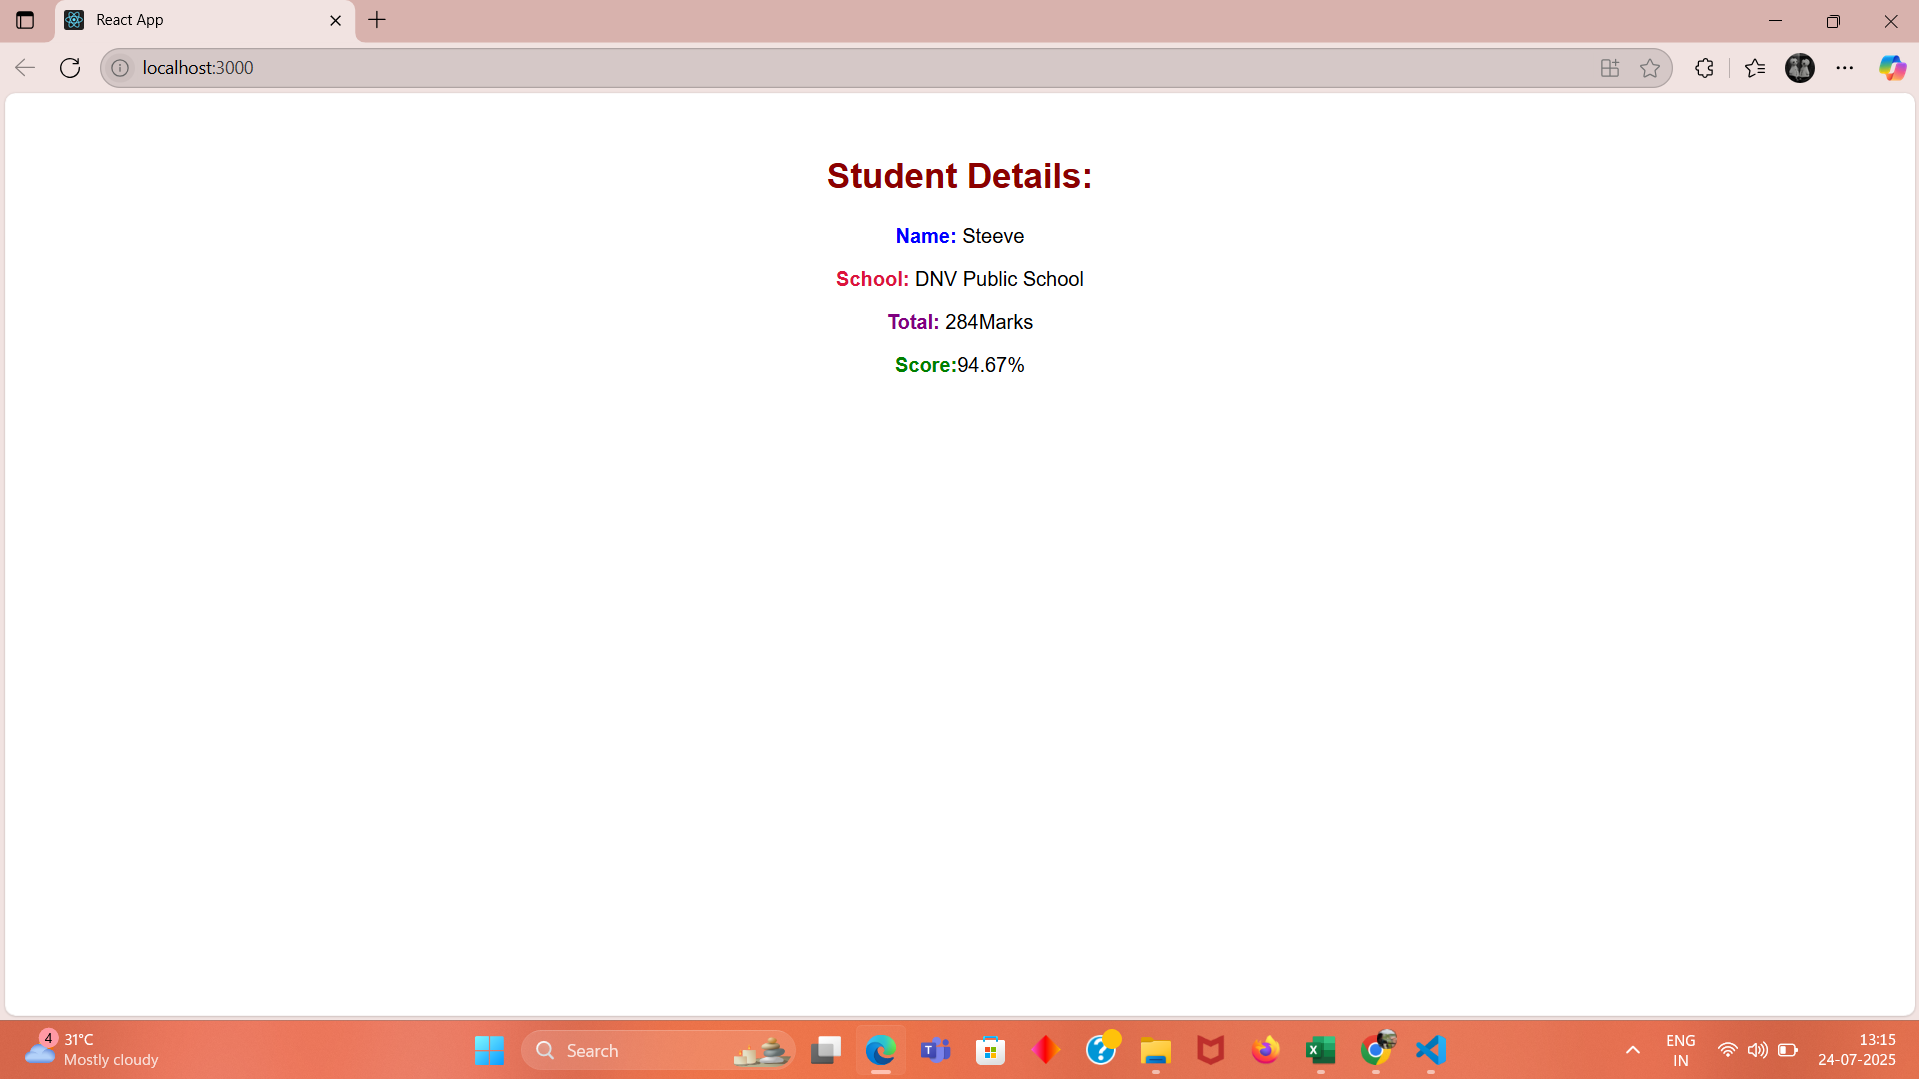 React App
localhost:3000
Student Details:
Name: Steeve
School: DNV Public School
Total: 284Marks
Score:94.67%
4
31°C
Mostly cloudy
Search
ENG
IN
13:15
24-07-2025